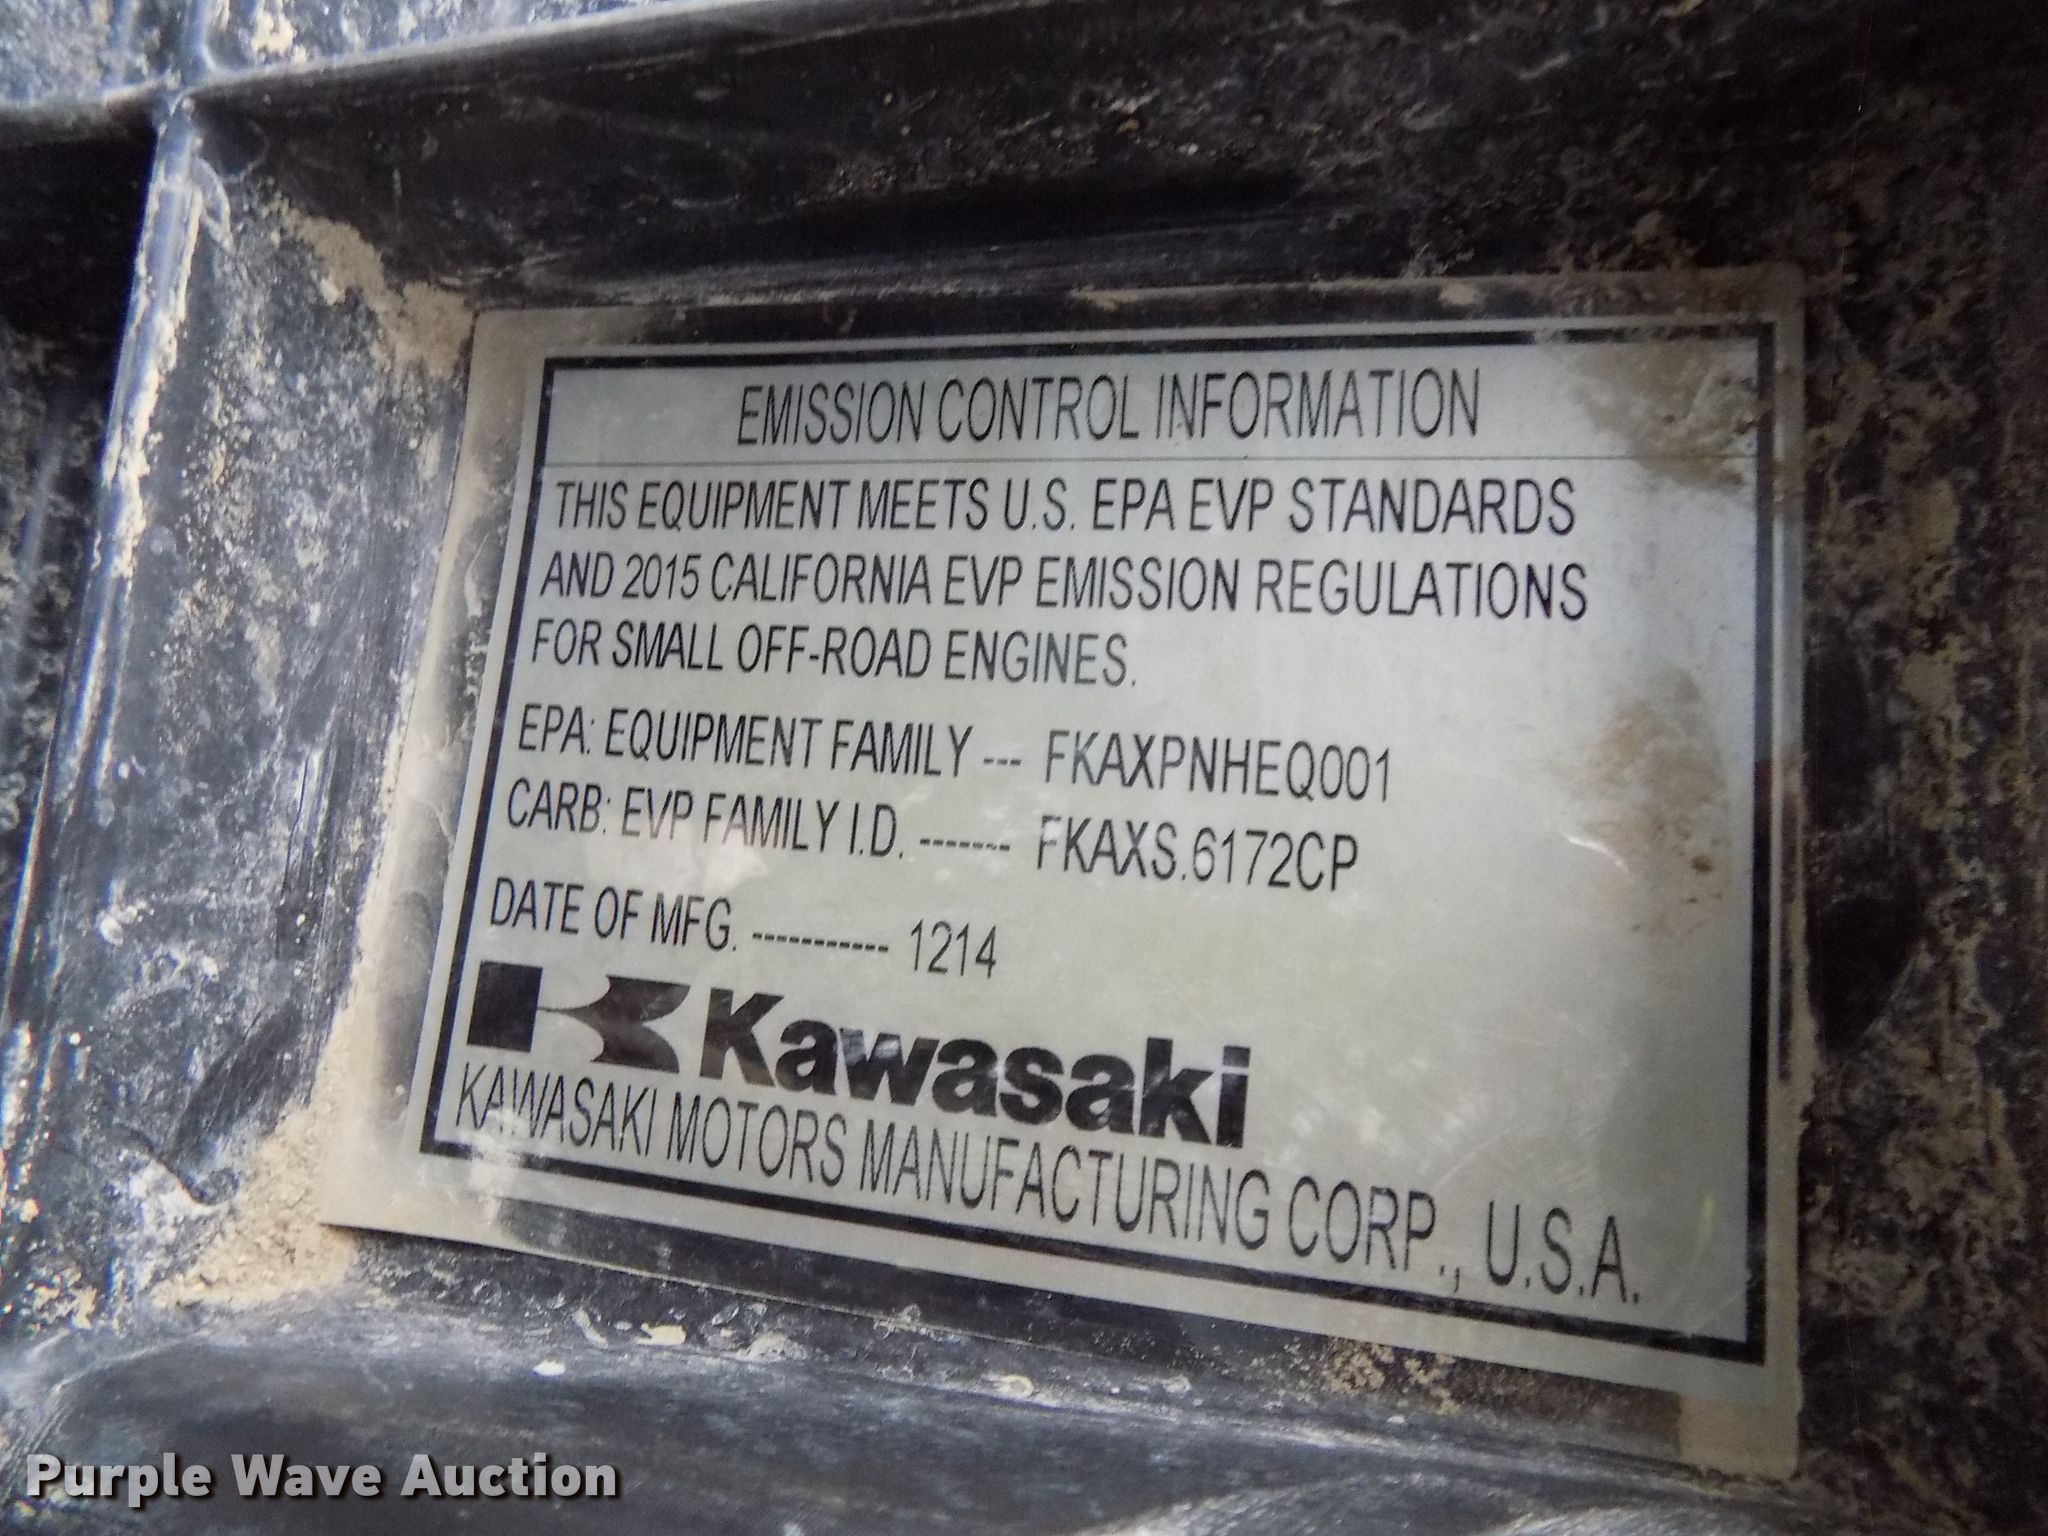 EMISSION CONTROL INFORMATION
THIS EQUIPMENT MEETS U.S. EPA EVP STANDARDS
AND 2015 CALIFORNIA EVP EMISSION REGULATIONS
FOR SMALL OFF-ROAD ENGINES.
EPA: EQUIPMENT FAMILY --- FKAXPNHEQ001
CARB: EVP FAMILY I.D. ------- FKAXS.6172CP
DATE OF MFG. ----------- 1214
Kawasaki
KAWASAKI MOTORS MANUFACTURING CORP., U.S.A.
Purple Wave Auction